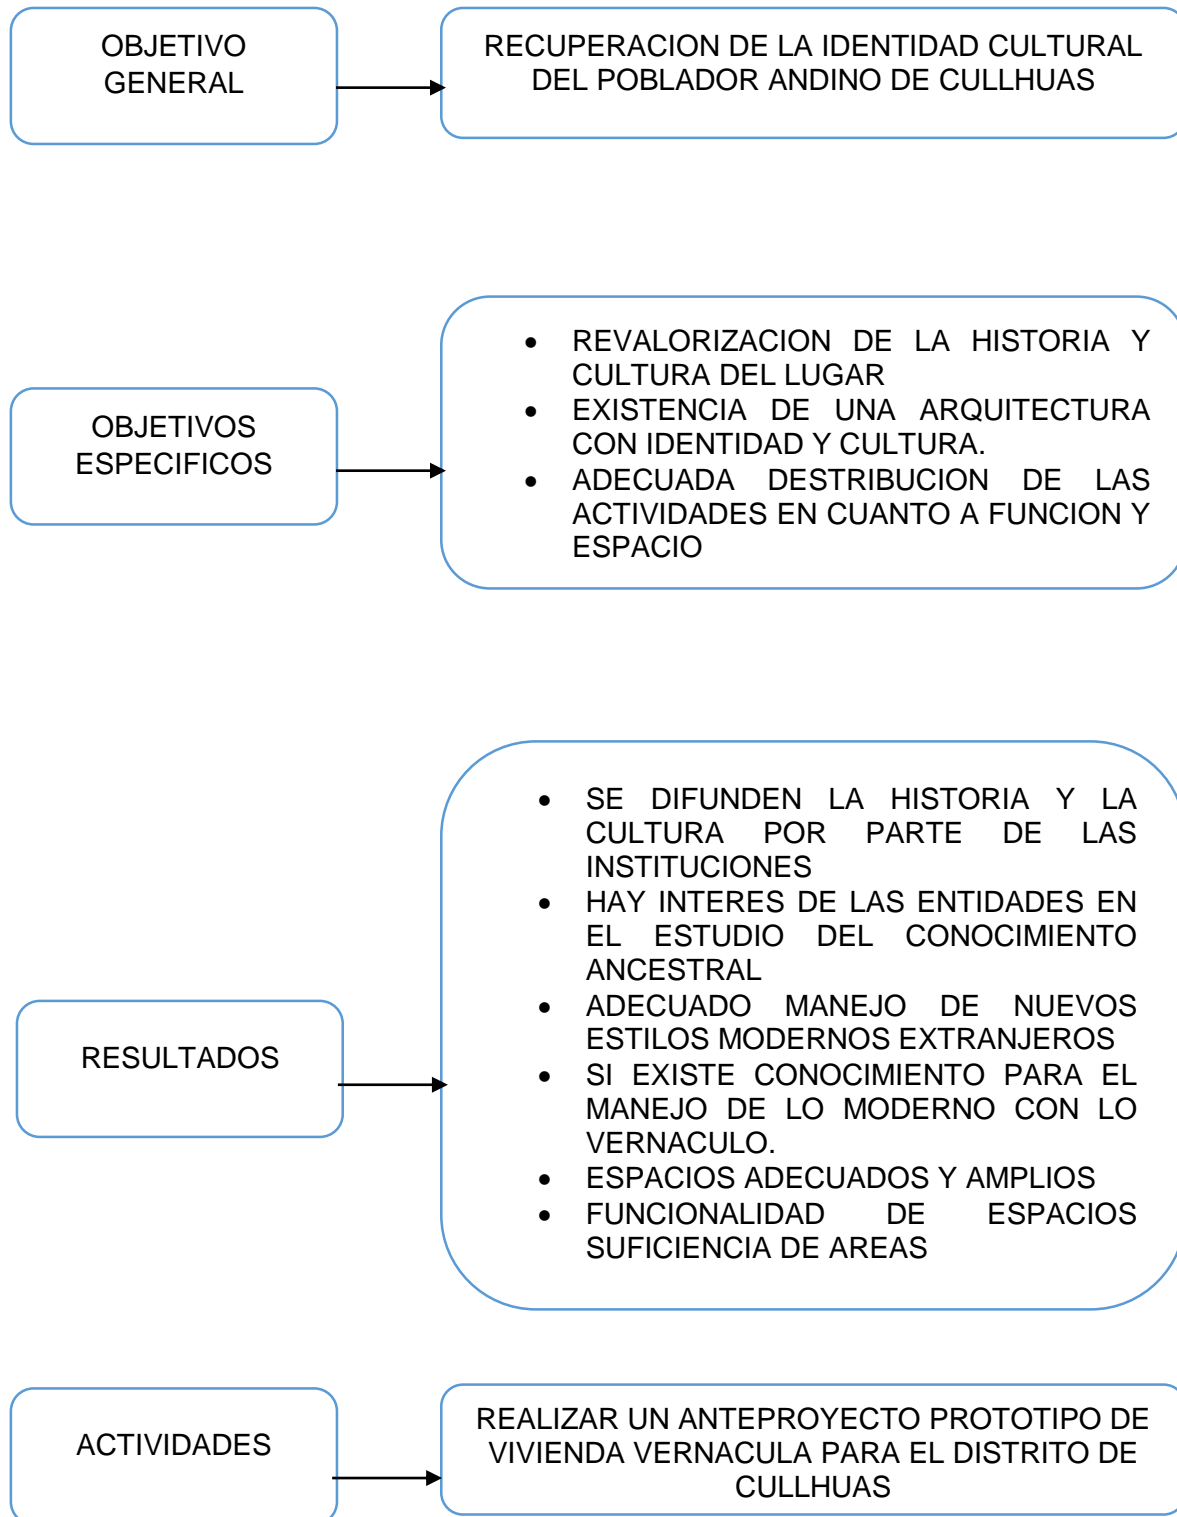 OBJETIVO
GENERAL
RECUPERACION DE LA IDENTIDAD CULTURAL
DEL POBLADOR ANDINO DE CULLHUAS
OBJETIVOS
ESPECIFICOS
• REVALORIZACION DE LA HISTORIA Y
CULTURA DEL LUGAR
• EXISTENCIA DE UNA ARQUITECTURA
CON IDENTIDAD Y CULTURA.
• ADECUADA DESTRIBUCION DE LAS
ACTIVIDADES EN CUANTO A FUNCION Y
ESPACIO
RESULTADOS
• SE DIFUNDEN LA HISTORIA Y LA
CULTURA POR PARTE DE LAS
INSTITUCIONES
• HAY INTERES DE LAS ENTIDADES EN
EL ESTUDIO DEL CONOCIMIENTO
ANCESTRAL
• ADECUADO MANEJO DE NUEVOS
ESTILOS MODERNOS EXTRANJEROS
• SI EXISTE CONOCIMIENTO PARA EL
MANEJO DE LO MODERNO CON LO
VERNACULO.
• ESPACIOS ADECUADOS Y AMPLIOS
• FUNCIONALIDAD DE ESPACIOS
SUFICIENCIA DE AREAS
ACTIVIDADES
REALIZAR UN ANTEPROYECTO PROTOTIPO DE
VIVIENDA VERNACULA PARA EL DISTRITO DE
CULLHUAS